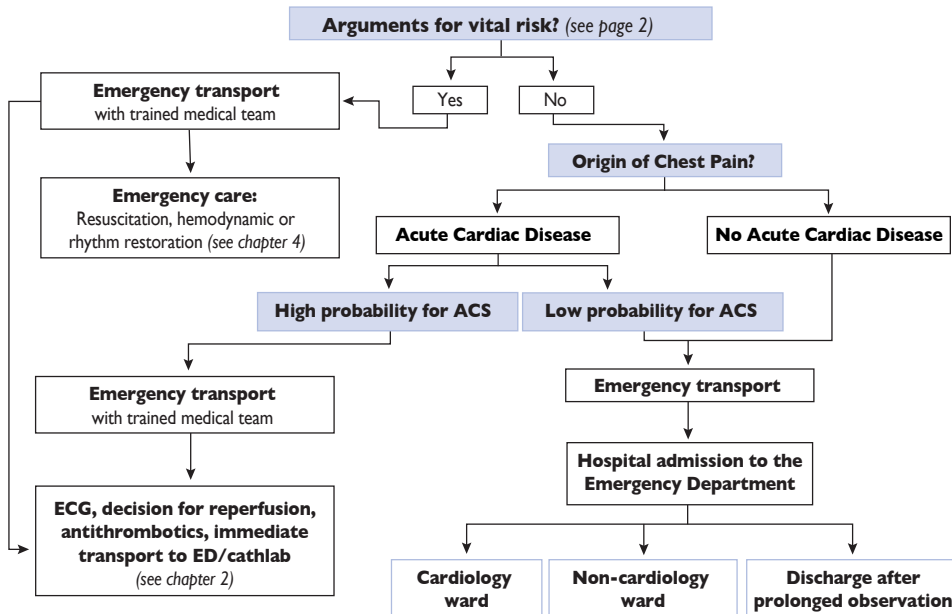 Arguments for vital risk? (see page 2)
Yes
No
Emergency transport
with trained medical team
Emergency care:
Resuscitation, hemodynamic or
rhythm restoration (see chapter 4)
Origin of Chest Pain?
Acute Cardiac Disease
No Acute Cardiac Disease
High probability for ACS
Low probability for ACS
Emergency transport
with trained medical team
Emergency transport
ECG, decision for reperfusion,
antithrombotics, immediate
transport to ED/cathlab
(see chapter 2)
Hospital admission to the
Emergency Department
Cardiology
ward
Non-cardiology
ward
Discharge after
prolonged observation